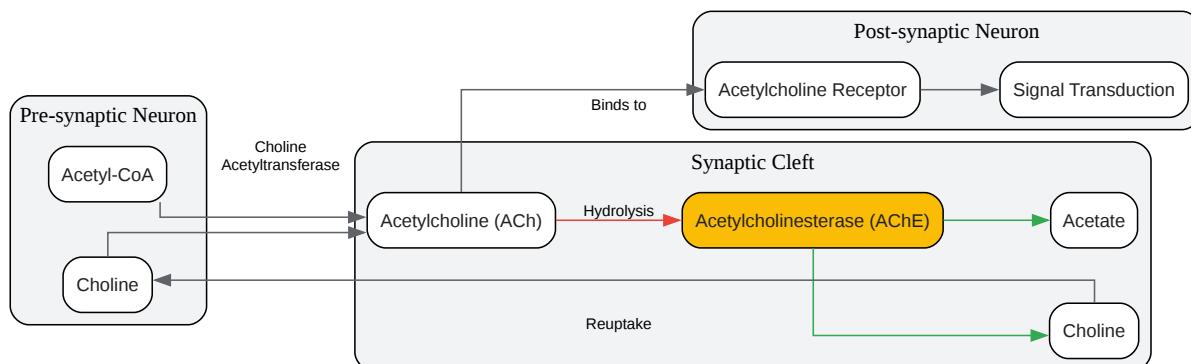 Post-synaptic Neuron
Acetylcholine Receptor
Signal Transduction
Binds to
Pre-synaptic Neuron
Acetyl-CoA
Choline
Choline
Acetyltransferase
Synaptic Cleft
Acetylcholine (ACh)
Hydrolysis
Acetylcholinesterase (AChE)
Acetate
Reuptake
Choline